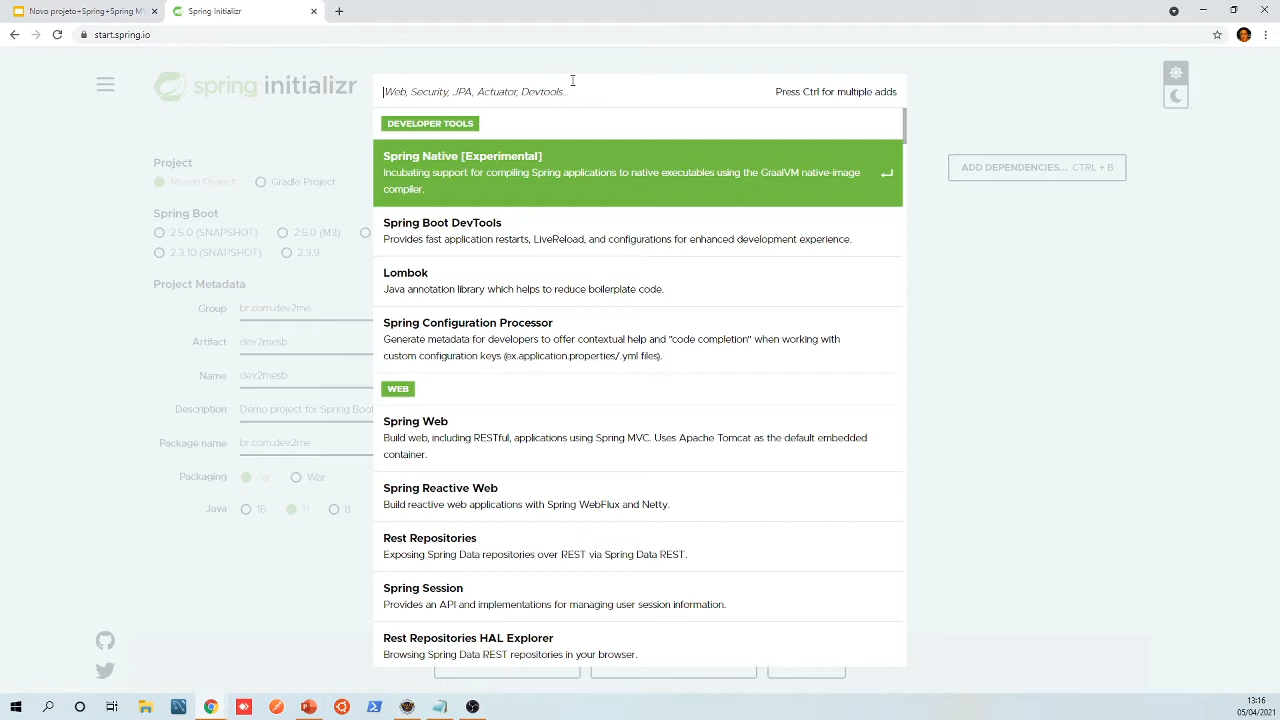 Novo projeto+Spring+Spring M
Spring Initializr
start.spring.io
spring initializr
Web, Security, JPA, Actuator, Devtools...
Press Ctrl for multiple adds
DEVELOPER TOOLS
Spring Native [Experimental]
Incubating support for compiling Spring applications to native executables using the GraalVM native-image
compiler.
Spring Boot DevTools
Provides fast application restarts, LiveReload, and configurations for enhanced development experience.
Lombok
Java annotation library which helps to reduce boilerplate code.
Spring Configuration Processor
Generate metadata for developers to offer contextual help and "code completion" when working with
custom configuration keys (ex.application.properties/.yml files).
WEB
Spring Web
Build web, including RESTful, applications using Spring MVC. Uses Apache Tomcat as the default embedded
container.
Spring Reactive Web
Build reactive web applications with Spring WebFlux and Netty.
Rest Repositories
Exposing Spring Data repositories over REST via Spring Data REST.
Spring Session
Provides an API and implementations for managing user session information.
Rest Repositories HAL Explorer
Browsing Spring Data REST repositories in your browser.
Project
Maven Project
Gradle Project
Spring Boot
2.5.0 (SNAPSHOT)
2.5.0 (M3)
2.3.10 (SNAPSHOT)
2.3.9
Project Metadata
Group
br.com.dev2me
Artifact
dev2mesb
Name
dev2mesb
Description
Demo project for Spring Boot
Package name
br.com.dev2me
Packaging
Jar
War
Java
16
11
8
ADD DEPENDENCIES... CTRL + B
13:16
05/04/2021